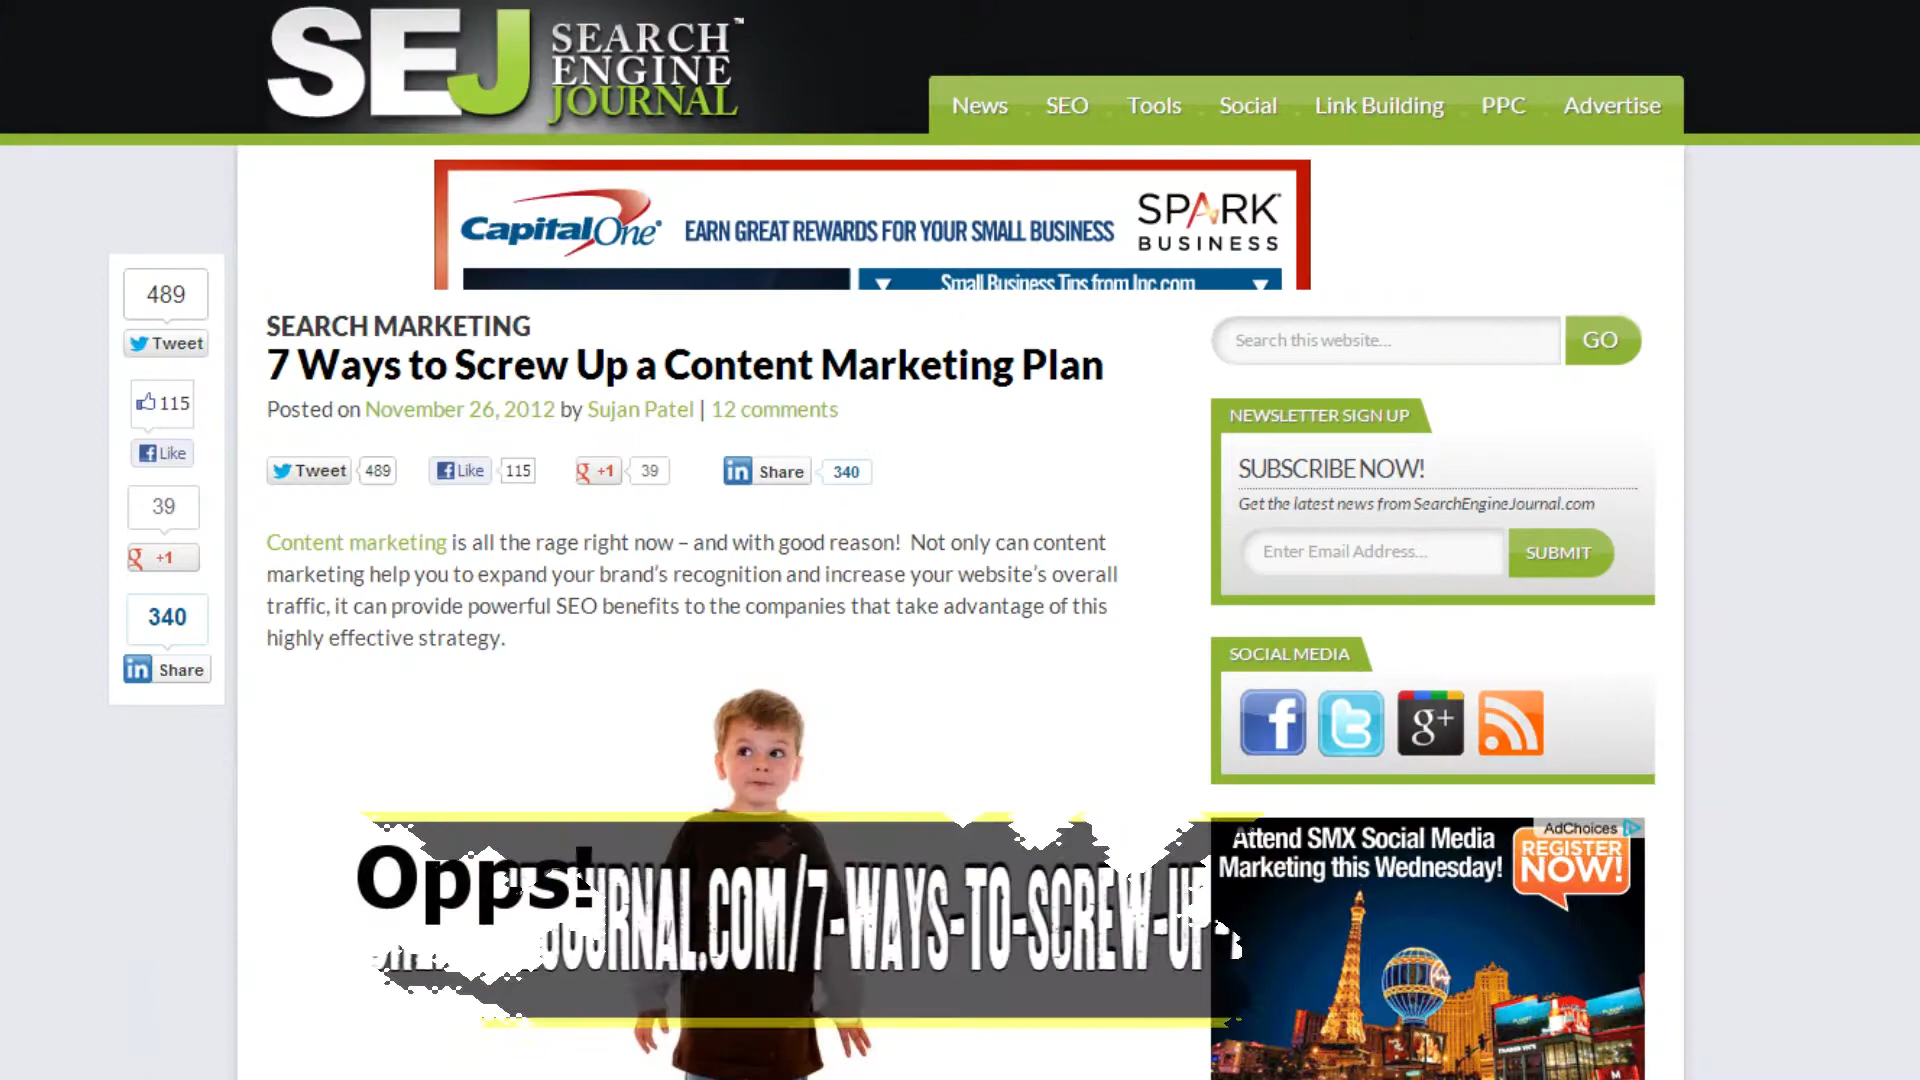 SEJ SEARCH ENGINE JOURNAL™
News SEO Tools Social Link Building PPC Advertise
CapitalOne® EARN GREAT REWARDS FOR YOUR SMALL BUSINESS SPARK BUSINESS
Small Business Tips from Inc.com
489
Tweet
115
Like
39
+1
340
in Share
SEARCH MARKETING
7 Ways to Screw Up a Content Marketing Plan
Posted on November 26, 2012 by Sujan Patel | 12 comments
Tweet 489 Like 115 +1 39 in Share 340
Content marketing is all the rage right now – and with good reason! Not only can content
marketing help you to expand your brand's recognition and increase your website's overall
traffic, it can provide powerful SEO benefits to the companies that take advantage of this
highly effective strategy.
Opps!
JOURNAL.COM/7-WAYS-TO-SCREW-UP-
Search this website... GO
NEWSLETTER SIGN UP
SUBSCRIBE NOW!
Get the latest news from SearchEngineJournal.com
Enter Email Address... SUBMIT
SOCIAL MEDIA
AdChoices
Attend SMX Social Media
Marketing this Wednesday!
REGISTER
NOW!